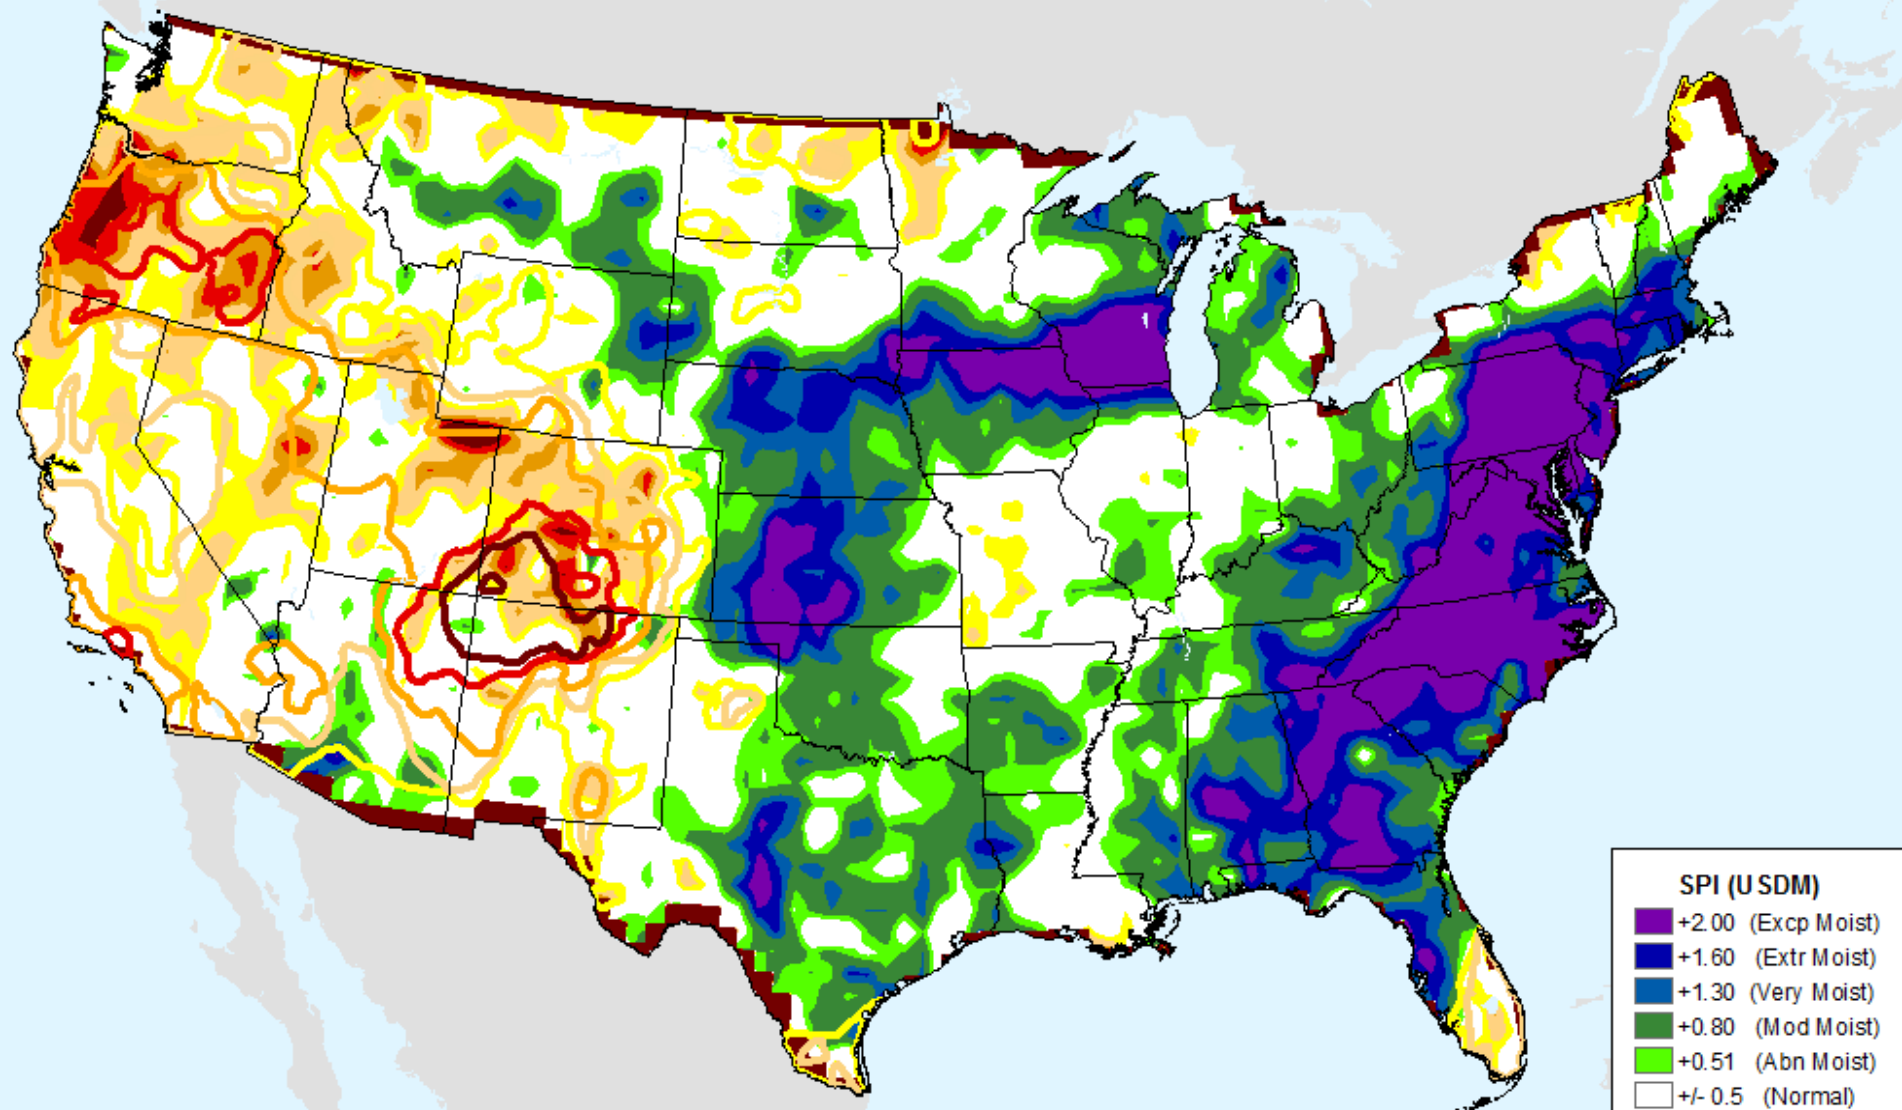 SPI (USDM)
+2.00 (Excp Moist)
+1.60 (Extr Moist)
+1.30 (Very Moist)
+0.80 (Mod Moist)
+0.51 (Abn Moist)
+/- 0.5 (Normal)